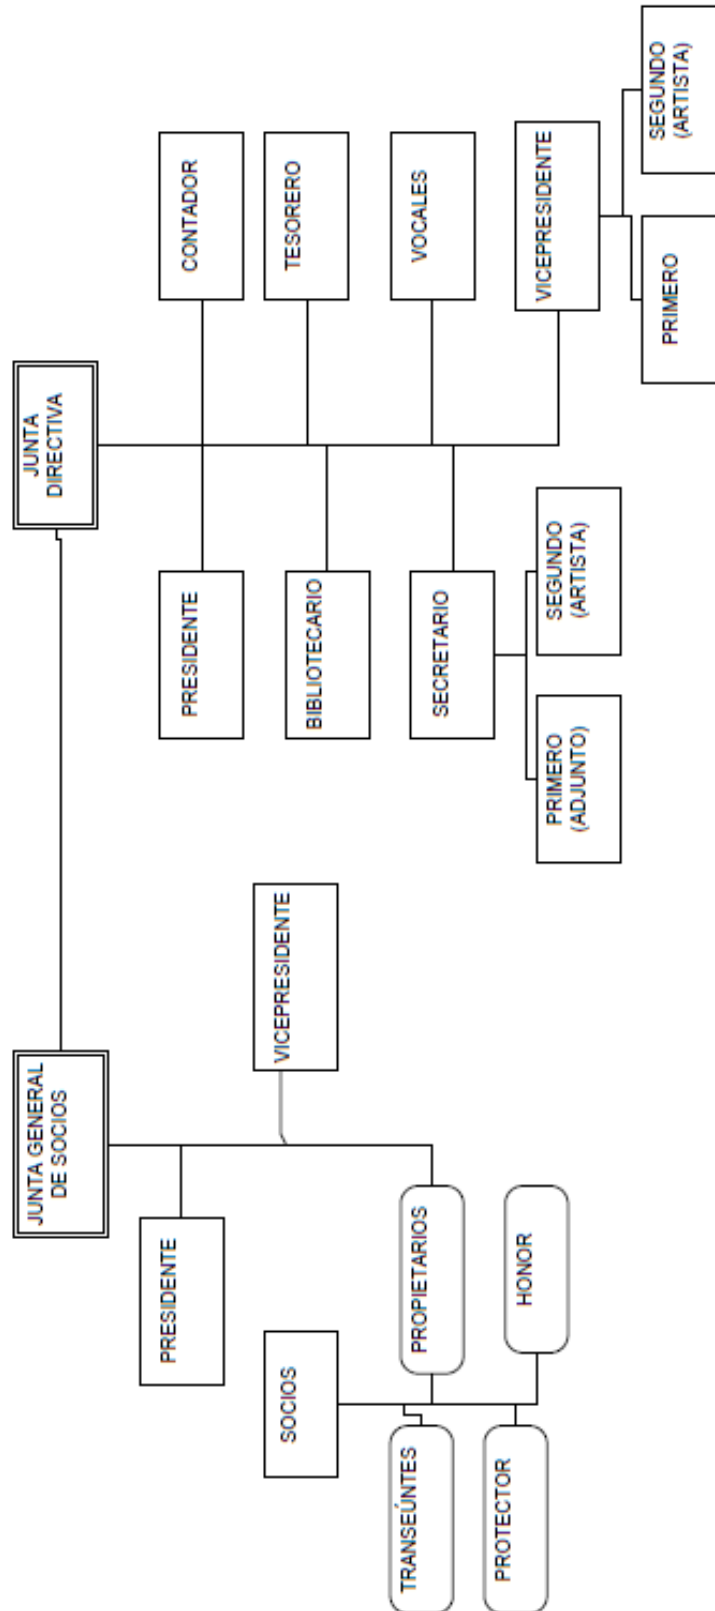 JUNTA GENERAL
DE SOCIOS
PRESIDENTE
VICEPRESIDENTE
SOCIOS
TRANSEÚNTES
PROPIETARIOS
PROTECTOR
HONOR
JUNTA
DIRECTIVA
PRESIDENTE
CONTADOR
TESORERO
BIBLIOTECARIO
VOCALES
SECRETARIO
PRIMERO
(ADJUNTO)
SEGUNDO
(ARTISTA)
VICEPRESIDENTE
PRIMERO
SEGUNDO
(ARTISTA)